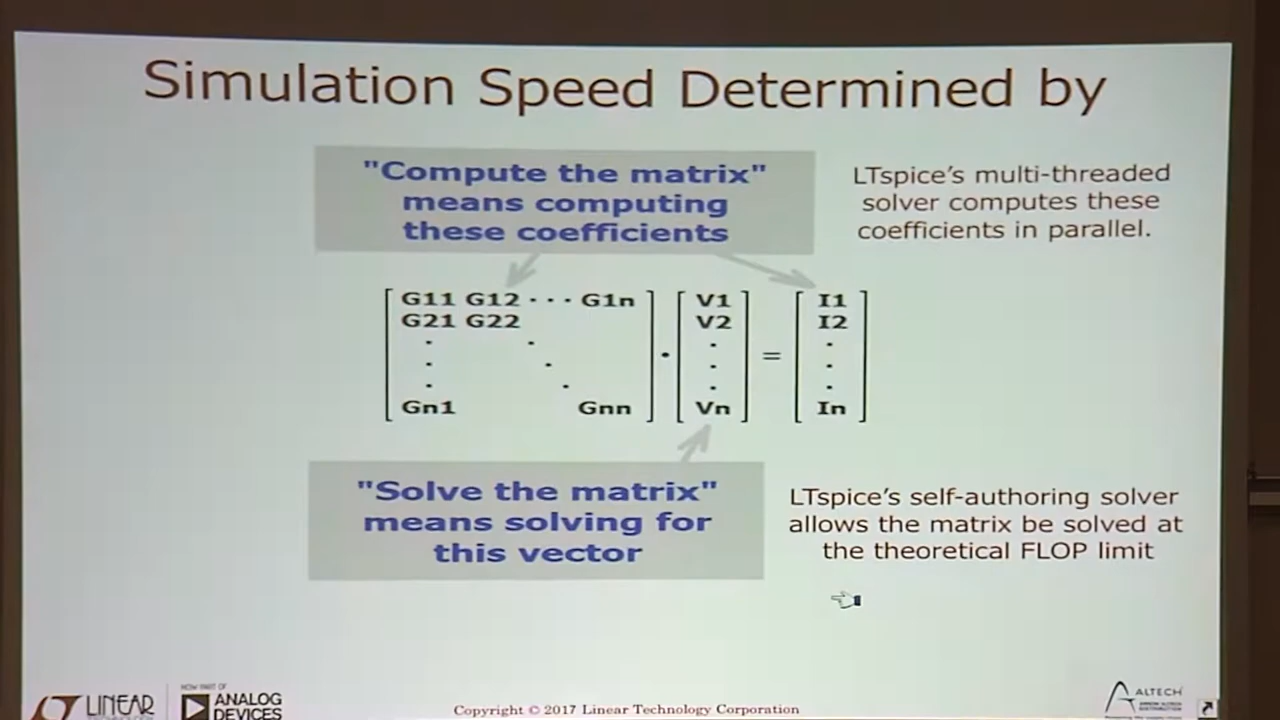 Simulation Speed Determined by
"Compute the matrix"
means computing
these coefficients
LTspice's multi-threaded
solver computes these
coefficients in parallel.
G11 G12 · · · G1n
G21 G22
Gn1 Gnn
V1
V2
Vn
=
I1
I2
In
"Solve the matrix"
means solving for
this vector
LTspice's self-authoring solver
allows the matrix be solved at
the theoretical FLOP limit
LINEAR
NOW PART OF
ANALOG
DEVICES
Copyright © 2017 Linear Technology Corporation
ALTECH